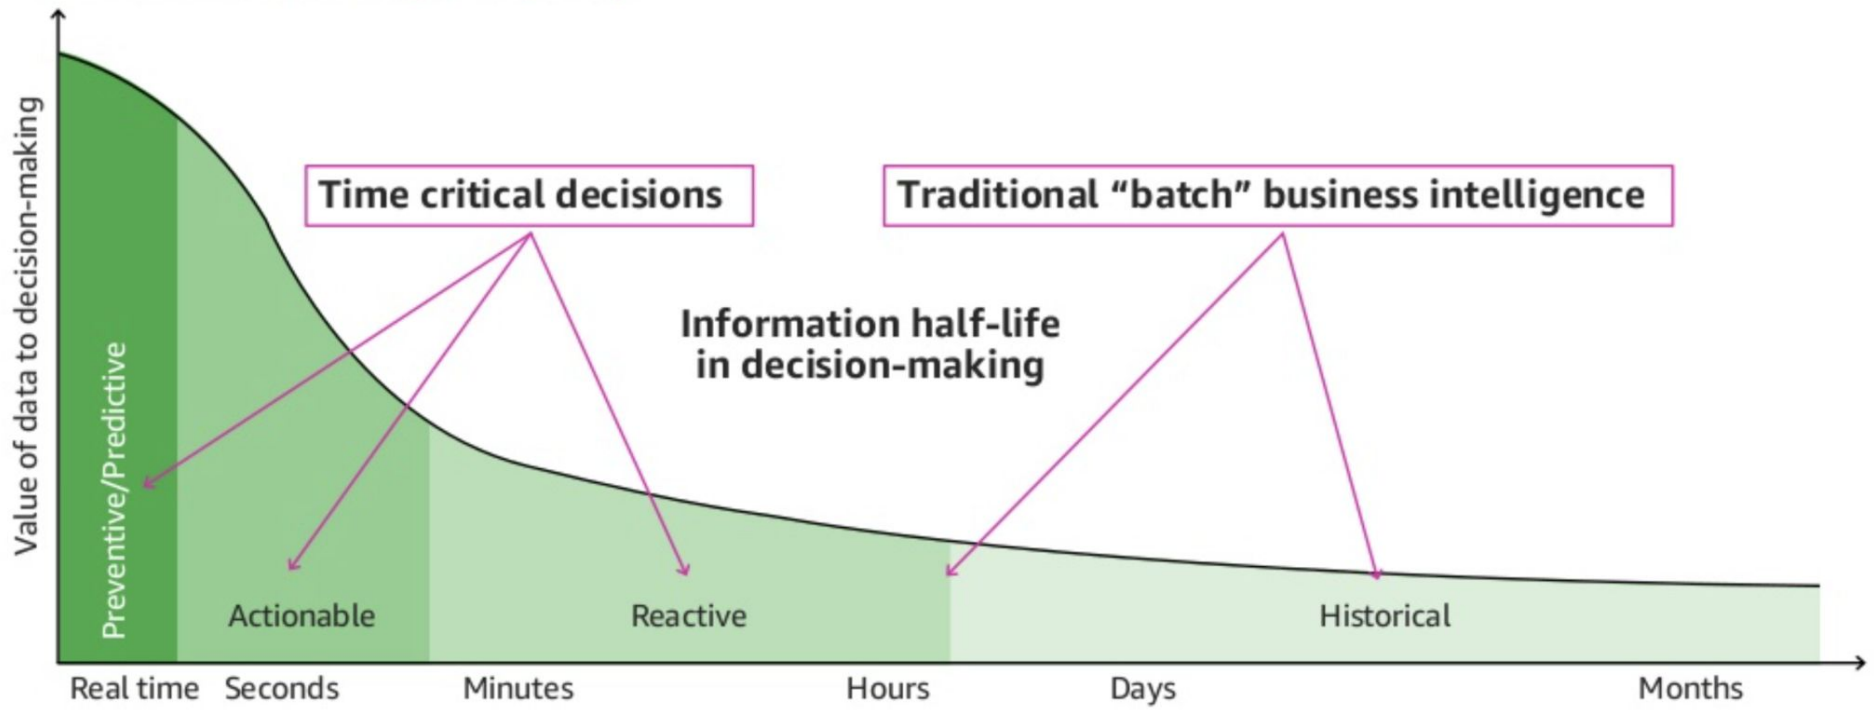 Value of data to decision-making
Time critical decisions
Traditional “batch” business intelligence
Information half-life
in decision-making
Preventive/Predictive
Actionable
Reactive
Historical
Real time
Seconds
Minutes
Hours
Days
Months